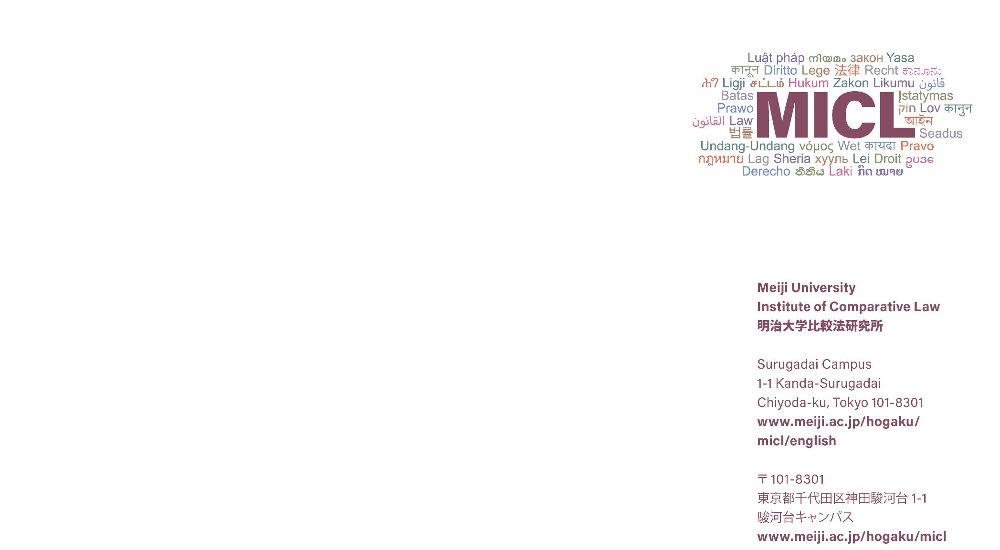 Luật pháp നിയമം закон Yasa
कानून Diritto Lege 法律 Recht ಕಾನೂನು
ሕግ Ligji சட்டம் Hukum Zakon Likumu قانون
Batas Įstatymas
Prawo חוק Lov कानुन
القانون Law আইন
법률 MICL Seadus
Undang-Undang νόμος Wet कायदा Pravo
กฎหมาย Lag Sheria хууль Lei Droit ဥပဒေ
Derecho නීතිය Laki ກົດ ໝາຍ
Meiji University
Institute of Comparative Law
明治大学比較法研究所
Surugadai Campus
1-1 Kanda-Surugadai
Chiyoda-ku, Tokyo 101-8301
www.meiji.ac.jp/hogaku/
micl/english
〒101-8301
東京都千代田区神田駿河台 1-1
駿河台キャンパス
www.meiji.ac.jp/hogaku/micl